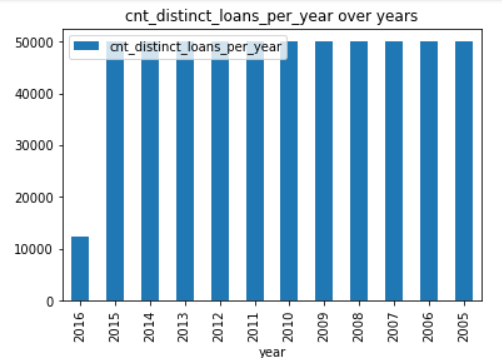 cnt_distinct_loans_per_year over years
cnt_distinct_loans_per_year
50000
40000
30000
20000
10000
0
2016 2015 2014 2013 2012 2011 2010 2009 2008 2007 2006 2005
year